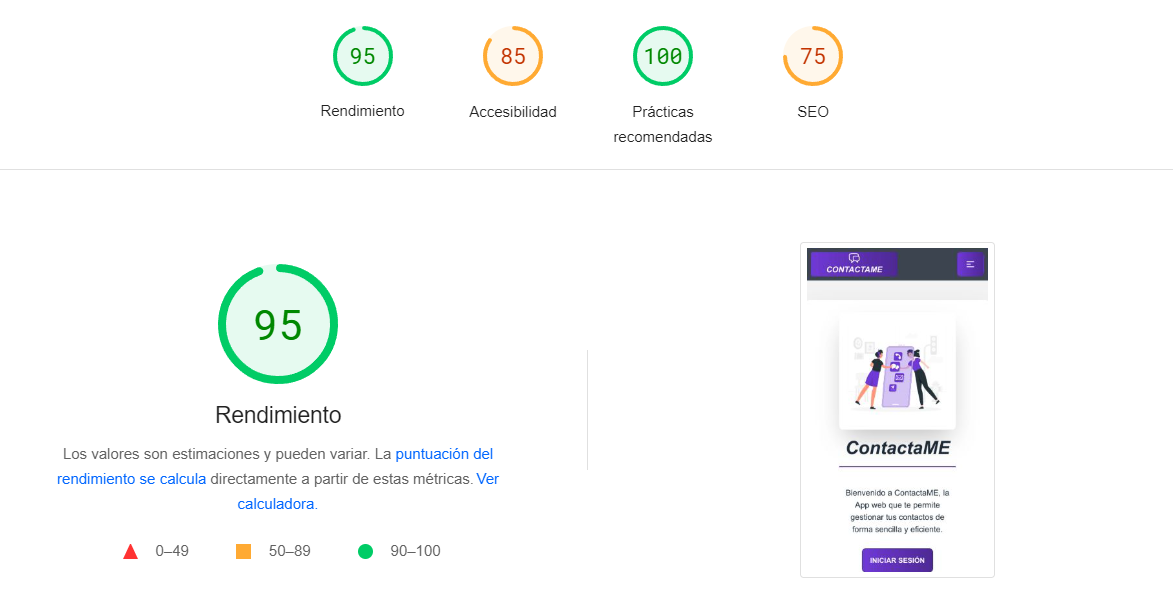 95
85
100
75
Rendimiento
Accesibilidad
Prácticas
recomendadas
SEO
95
Rendimiento
Los valores son estimaciones y pueden variar. La puntuación del
rendimiento se calcula directamente a partir de estas métricas. Ver
calculadora.
0–49
50–89
90–100
CONTACTAME
ContactaME
Bienvenido a ContactaME, la
App web que te permite
gestionar tus contactos de
forma sencilla y eficiente.
INICIAR SESIÓN